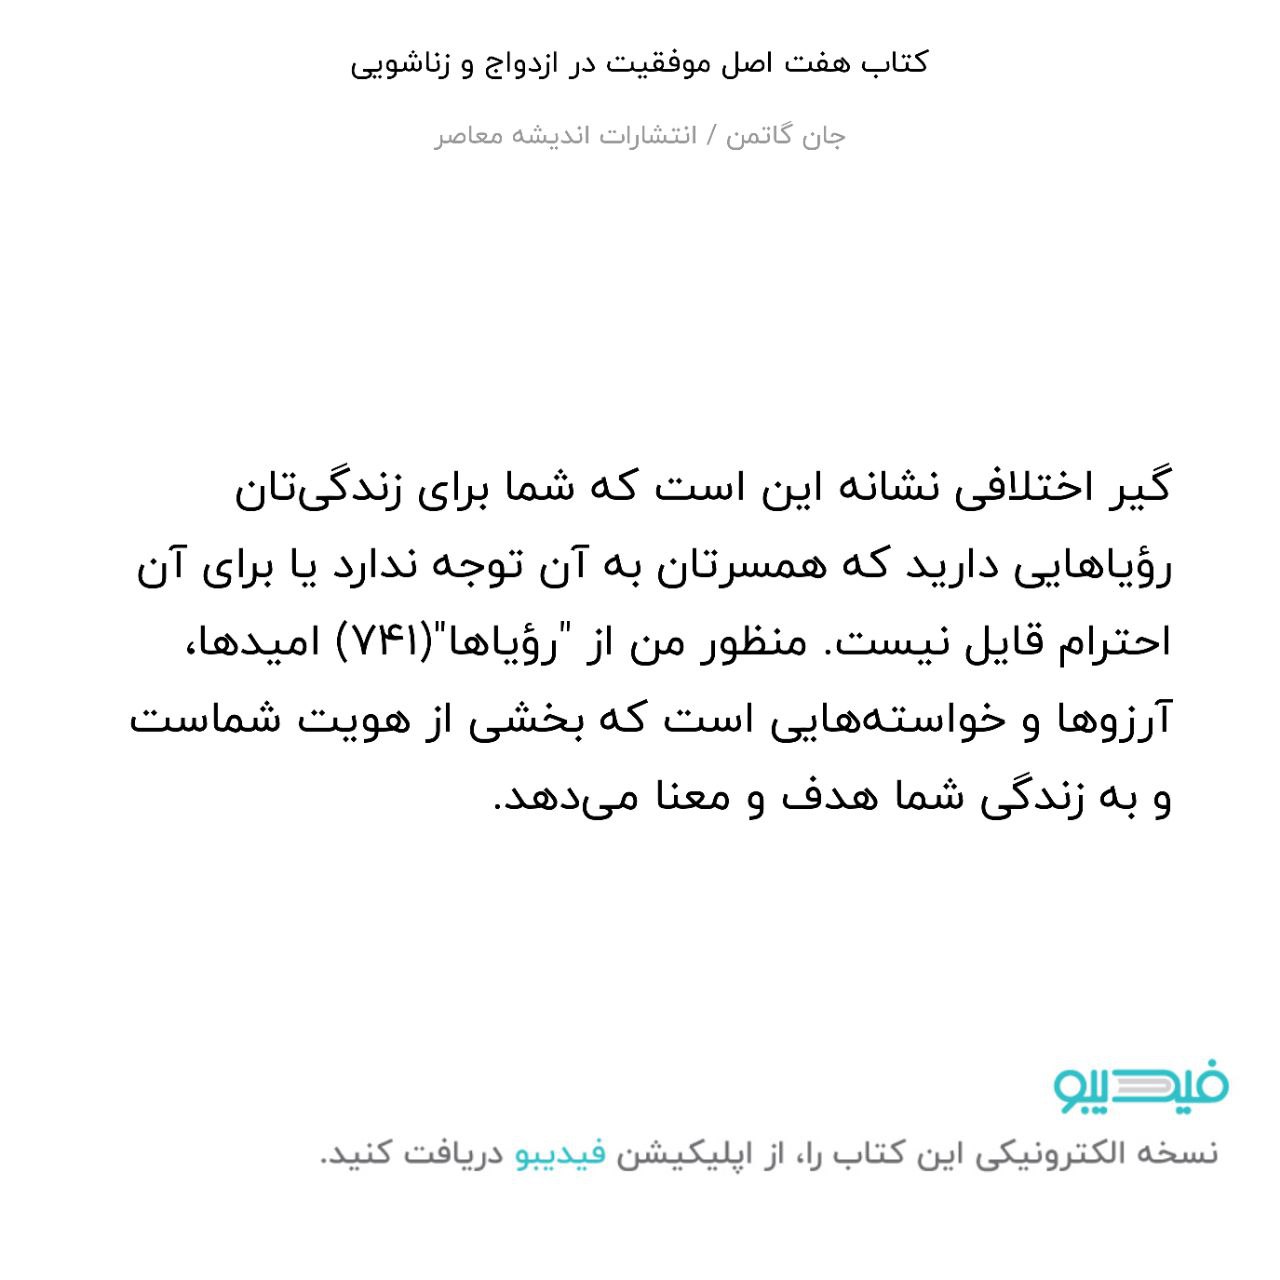 کتاب هفت اصل موفقیت در ازدواج و زناشویی
جان گاتمن / انتشارات اندیشه معاصر
گیر اختلافی نشانه این است که شما برای زندگی‌تان
رؤیاهایی دارید که همسرتان به آن توجه ندارد یا برای آن
احترام قایل نیست. منظور من از "رؤیاها"(۷۴۱) امیدها،
آرزوها و خواسته‌هایی است که بخشی از هویت شماست
و به زندگی شما هدف و معنا می‌دهد.
فیدیبو
نسخه الکترونیکی این کتاب را، از اپلیکیشن فیدیبو دریافت کنید.